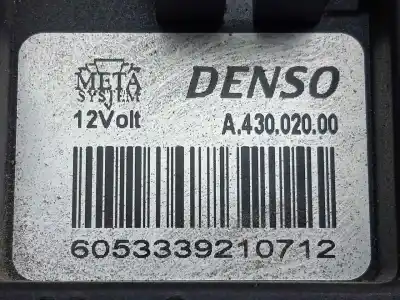 META
SYSTEM
DENSO
12Volt
A.430.020.00
6053339210712